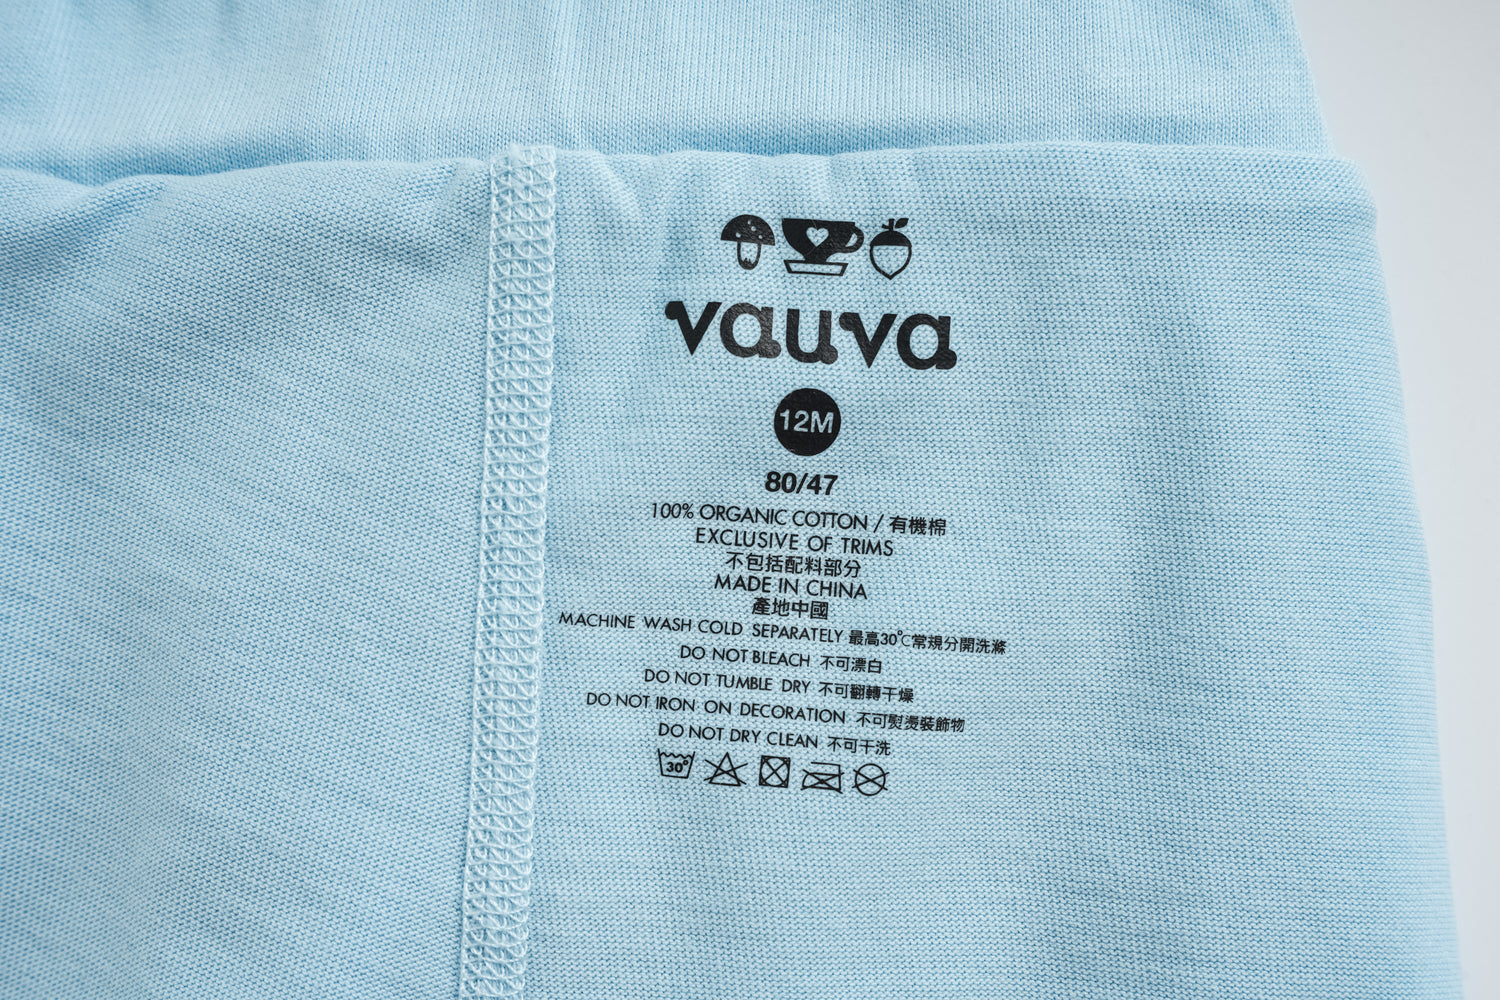 vauva
12M
80/47
100% ORGANIC COTTON / 有機棉
EXCLUSIVE OF TRIMS
不包括配料部分
MADE IN CHINA
產地中國
MACHINE WASH COLD SEPARATELY 最高30℃常規分開洗滌
DO NOT BLEACH 不可漂白
DO NOT TUMBLE DRY 不可翻轉干燥
DO NOT IRON ON DECORATION 不可熨燙裝飾物
DO NOT DRY CLEAN 不可干洗
30°